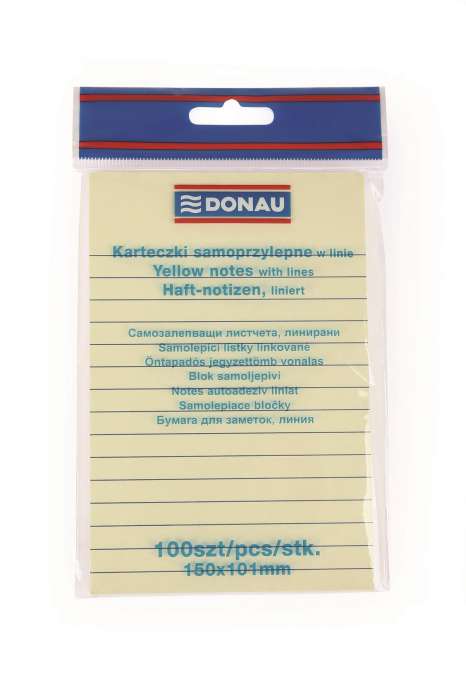 DONAU
Karteczki samoprzylepne w linie
Yellow notes with lines
Haft-notizen, liniert
Самозалепващи листчета, линирани
Samolepící lístky linkované
Öntapadós jegyzettömb vonalas
Blok samoljepivi
Notes autoadeziv liniat
Samolepiace bločky
Бумага для заметок, линия
100szt/pcs/stk.
150x101mm